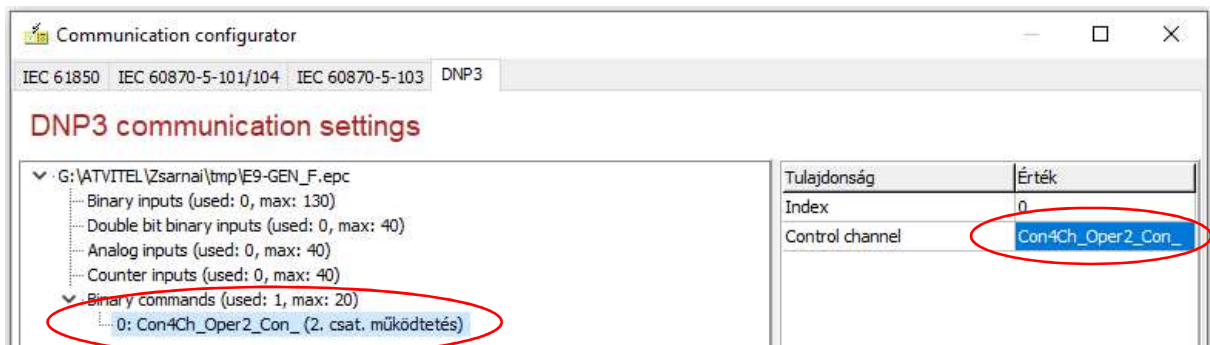 Communication configurator
IEC 61850 IEC 60870-5-101/104 IEC 60870-5-103 DNP3
DNP3 communication settings
G:\ATVITEL\Zsarnai\tmp\E9-GEN_F.epc
Binary inputs (used: 0, max: 130)
Double bit binary inputs (used: 0, max: 40)
Analog inputs (used: 0, max: 40)
Counter inputs (used: 0, max: 40)
Binary commands (used: 1, max: 20)
0: Con4Ch_Oper2_Con_ (2. csat. működtetés)
Tulajdonság Érték
Index 0
Control channel Con4Ch_Oper2_Con_